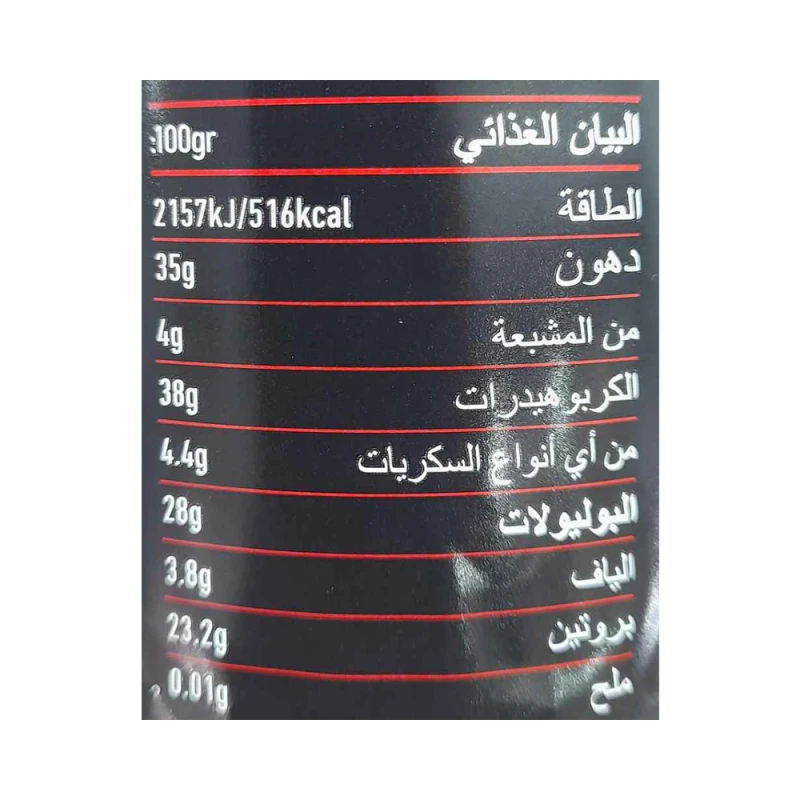 البيان الغذائي 100gr
الطاقة 2157kJ/516kcal
دهون 35g
من المشبعة 4g
الكربوهيدرات 38g
من أي أنواع السكريات 4.4g
البوليولات 28g
الياف 3.8g
بروتين 23.2g
ملح 0.01g